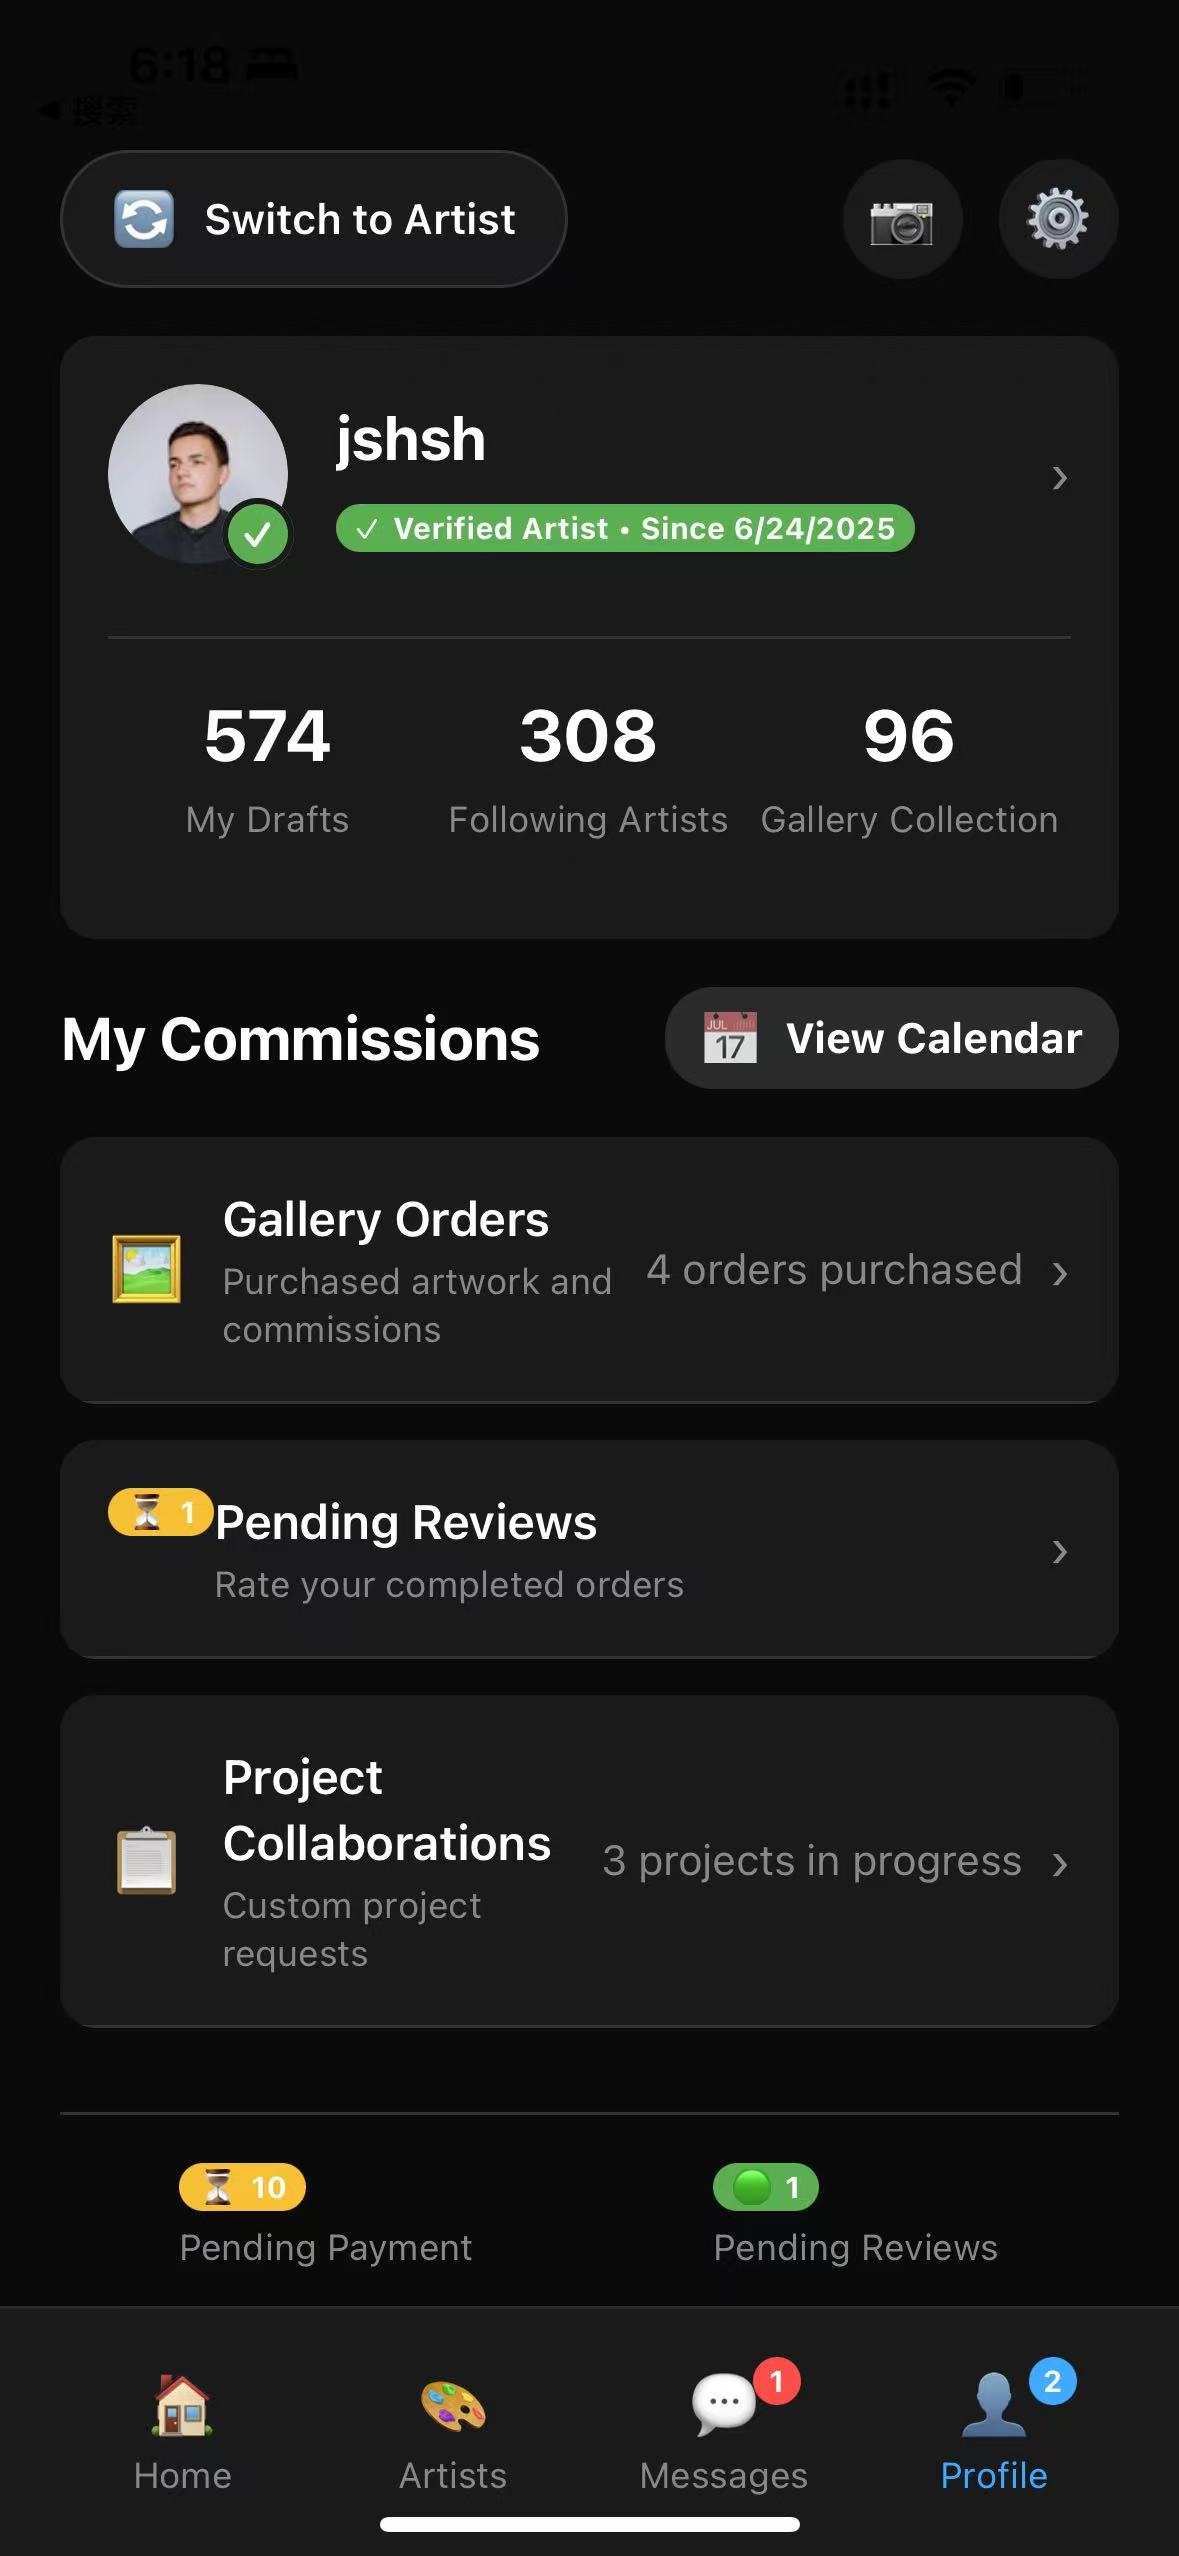 6:18
◀ 搜索
Switch to Artist
jshsh
✓ Verified Artist • Since 6/24/2025
574
308
96
My Drafts
Following Artists
Gallery Collection
My Commissions
JUL
17
View Calendar
Gallery Orders
Purchased artwork and
commissions
4 orders purchased
1
Pending Reviews
Rate your completed orders
Project
Collaborations
Custom project
requests
3 projects in progress
10
Pending Payment
1
Pending Reviews
1
2
Home
Artists
Messages
Profile